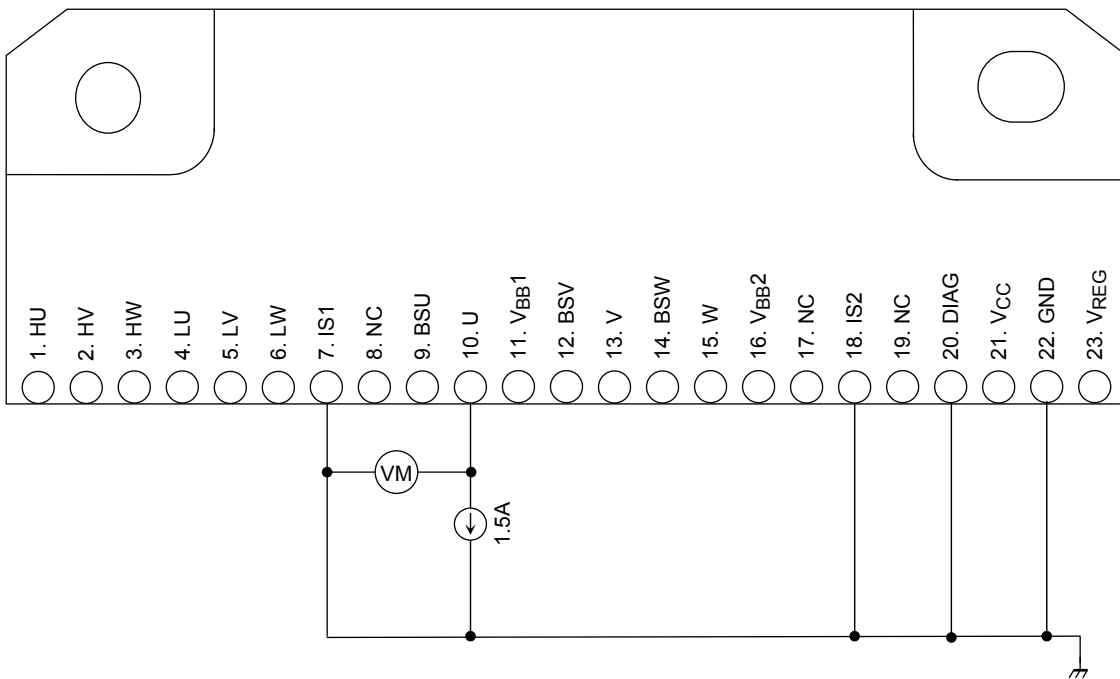 1. HU
2. HV
3. HW
4. LU
5. LV
6. LW
7. IS1
8. NC
9. BSU
10. U
11. VBB1
12. BSV
13. V
14. BSW
15. W
16. VBB2
17. NC
18. IS2
19. NC
20. DIAG
21. VCC
22. GND
23. VREG
VM
1.5A